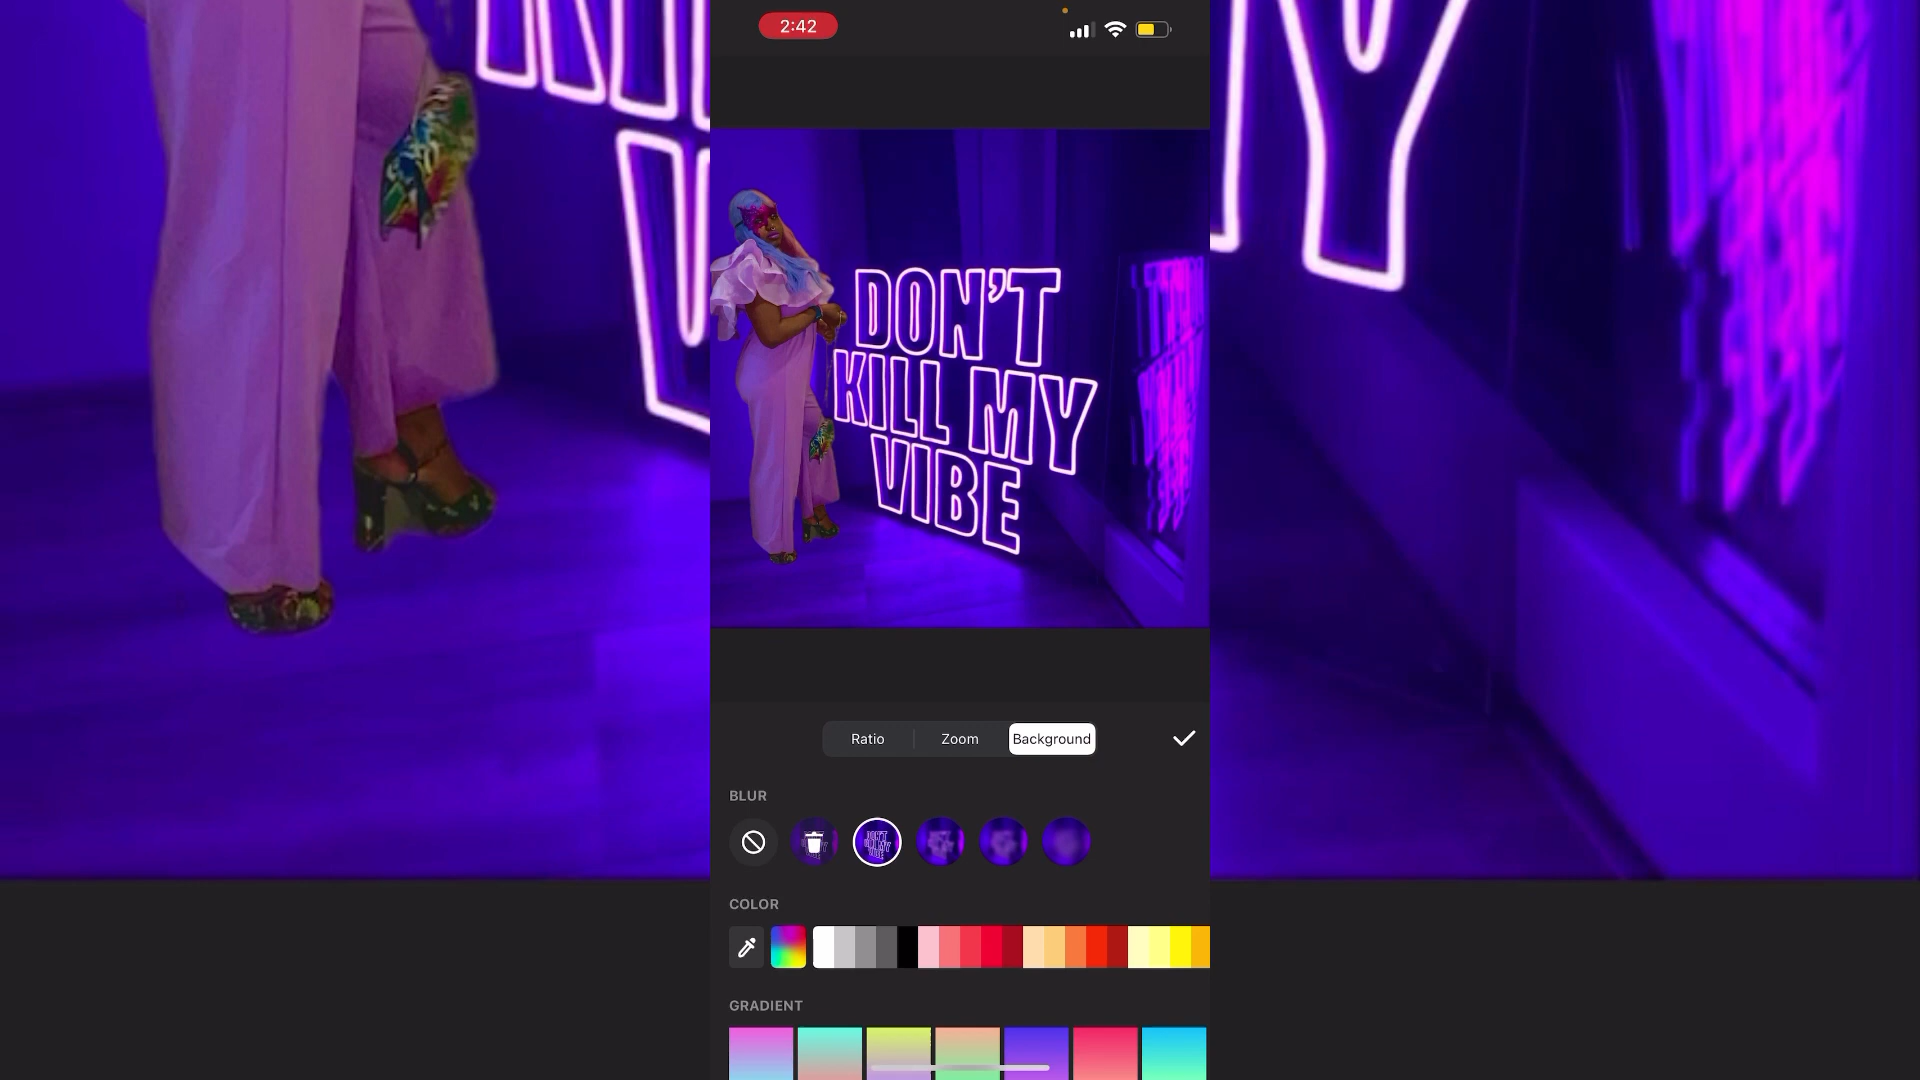 2:42
DON'T
KILL MY
VIBE
Ratio
Zoom
Background
BLUR
COLOR
GRADIENT